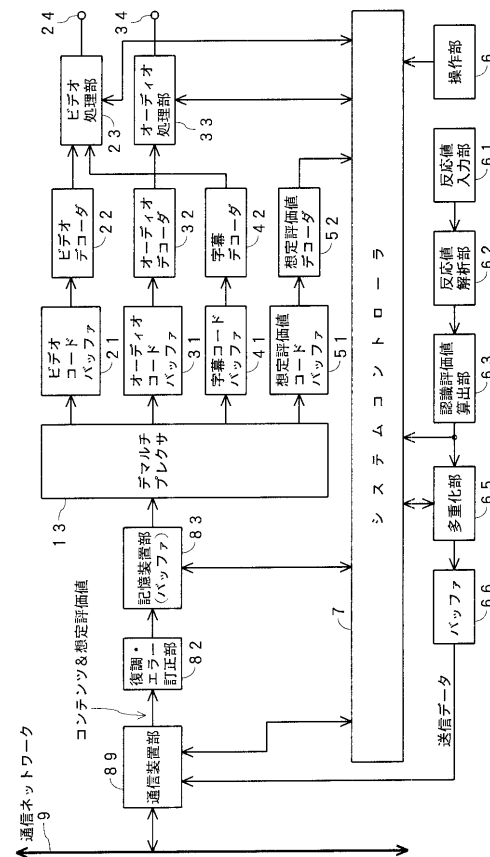 通信ネットワーク
9
通信装置部
89
コンテンツ&想定評価値
復調・
エラー
訂正部
82
記憶装置部
(バッファ)
83
デマルチ
プレクサ
13
ビデオ
コード
バッファ
21
ビデオデコーダ
22
ビデオ
処理部
23
24
オーディオ
コード
バッファ
31
オーディオ
デコーダ
32
オーディオ
処理部
33
34
字幕コード
バッファ
41
字幕
デコーダ
42
想定評価値
コード
バッファ
51
想定評価値
デコーダ
52
システムコントローラ
7
操作部
6
反応値
入力部
61
反応値
解析部
62
認識評価値
算出部
63
多重化部
65
バッファ
66
送信データ